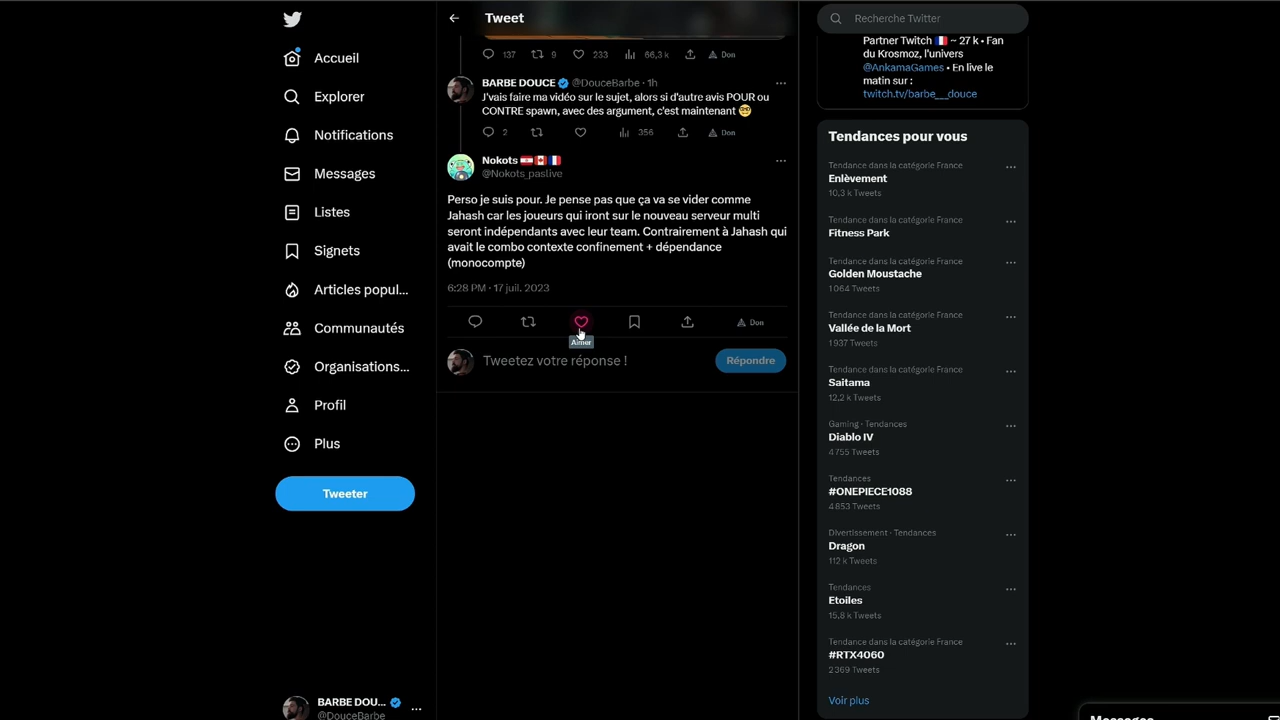 Accueil
Explorer
Notifications
Messages
Listes
Signets
Articles popul...
Communautés
Organisations...
Profil
Plus
Tweeter
BARBE DOU...
@DouceBarbe
Tweet
137 9 233 66,3 k Don
BARBE DOUCE @DouceBarbe · 1h
J'vais faire ma vidéo sur le sujet, alors si d'autre avis POUR ou
CONTRE spawn, avec des argument, c'est maintenant 🤓
2 356 Don
Nokots
@Nokots_paslive
Perso je suis pour. Je pense pas que ça va se vider comme
Jahash car les joueurs qui iront sur le nouveau serveur multi
seront indépendants avec leur team. Contrairement à Jahash qui
avait le combo contexte confinement + dépendance
(monocompte)
6:28 PM · 17 juil. 2023
Don
Aimer
Tweetez votre réponse !
Répondre
Recherche Twitter
Partner Twitch 🇫🇷 ~ 27 k • Fan
du Krosmoz, l'univers
@AnkamaGames • En live le
matin sur :
twitch.tv/barbe___douce
Tendances pour vous
Tendance dans la catégorie France
Enlèvement
10,3 k Tweets
Tendance dans la catégorie France
Fitness Park
Tendance dans la catégorie France
Golden Moustache
1 064 Tweets
Tendance dans la catégorie France
Vallée de la Mort
1 937 Tweets
Tendance dans la catégorie France
Saitama
12,2 k Tweets
Gaming · Tendances
Diablo IV
4 755 Tweets
Tendances
#ONEPIECE1088
4 853 Tweets
Divertissement · Tendances
Dragon
112 k Tweets
Tendances
Etoiles
15,8 k Tweets
Tendance dans la catégorie France
#RTX4060
2 369 Tweets
Voir plus
Messages